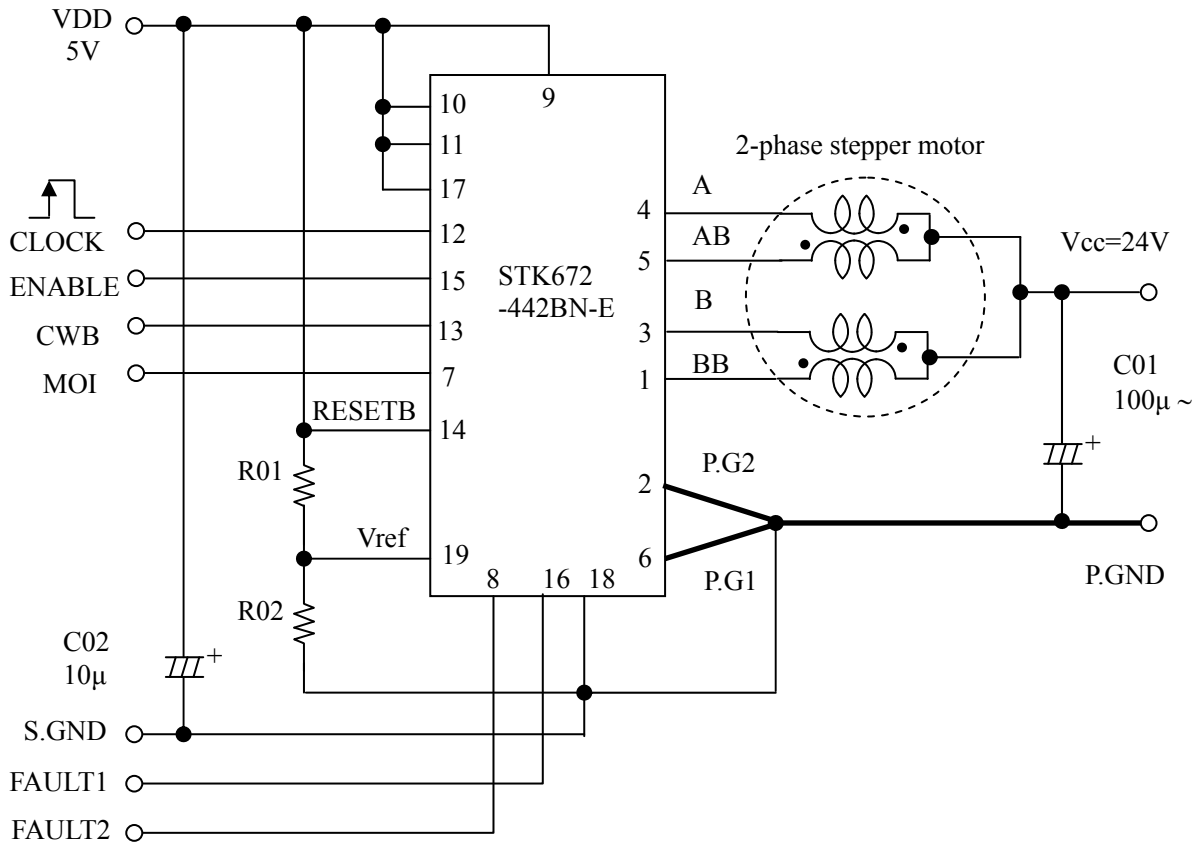 VDD
5V
9
10
11
17
2-phase stepper motor
CLOCK
12
ENABLE
15
CWB
13
MOI
7
STK672
-442BN-E
A
4
AB
5
B
3
BB
1
Vcc=24V
C01
100μ ~
+
RESETB
14
R01
Vref
19
R02
8
16
18
2
P.G2
6
P.G1
P.GND
C02
10μ
+
S.GND
FAULT1
FAULT2